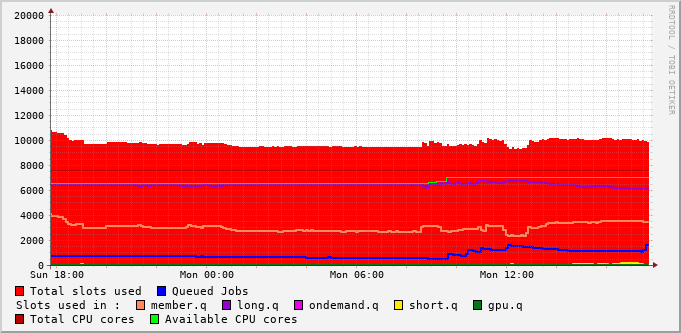 20000
18000
16000
14000
12000
10000
8000
6000
4000
2000
0
Sun 18:00 Mon 00:00 Mon 06:00 Mon 12:00
Total slots used Queued Jobs
Slots used in : member.q long.q ondemand.q short.q gpu.q
Total CPU cores Available CPU cores
RRDTOOL / TOBI OETIKER